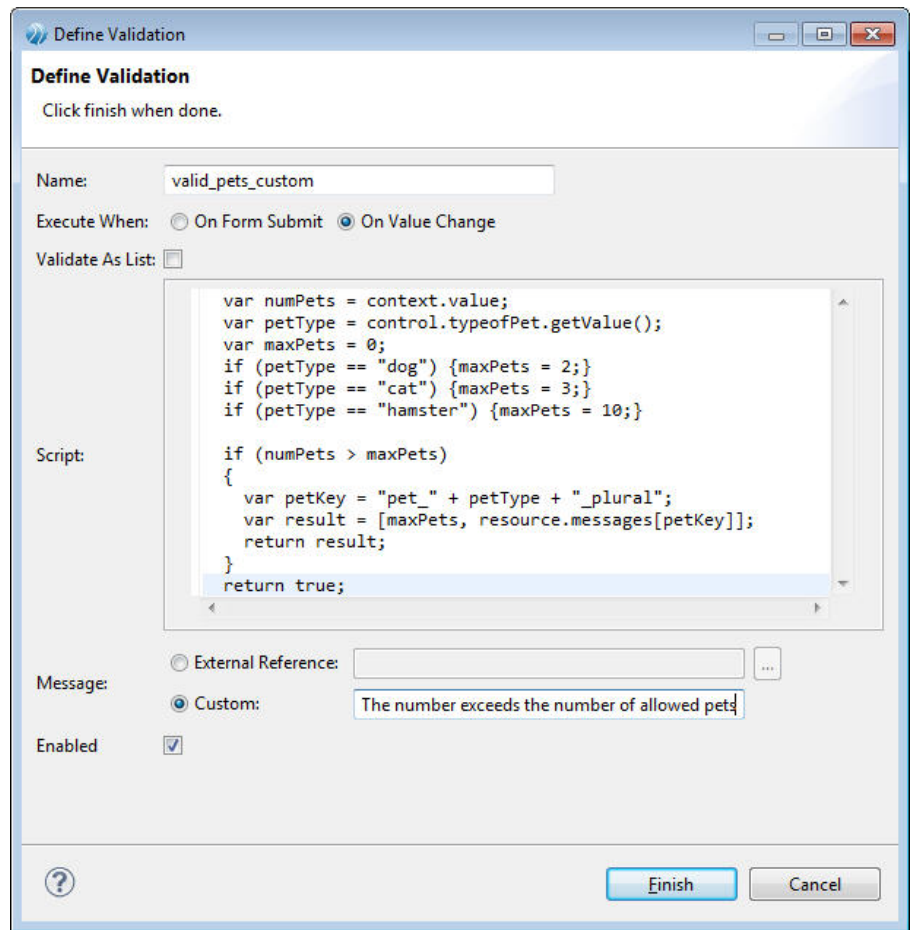 Define Validation
Define Validation
Click finish when done.
Name: valid_pets_custom
Execute When: On Form Submit On Value Change
Validate As List:
Script:
var numPets = context.value;
var petType = control.typeofPet.getValue();
var maxPets = 0;
if (petType == "dog") {maxPets = 2;}
if (petType == "cat") {maxPets = 3;}
if (petType == "hamster") {maxPets = 10;}
if (numPets > maxPets)
{
var petKey = "pet_" + petType + "_plural";
var result = [maxPets, resource.messages[petKey]];
return result;
}
return true;
Message:
External Reference: ...
Custom: The number exceeds the number of allowed pets
Enabled
? Finish Cancel